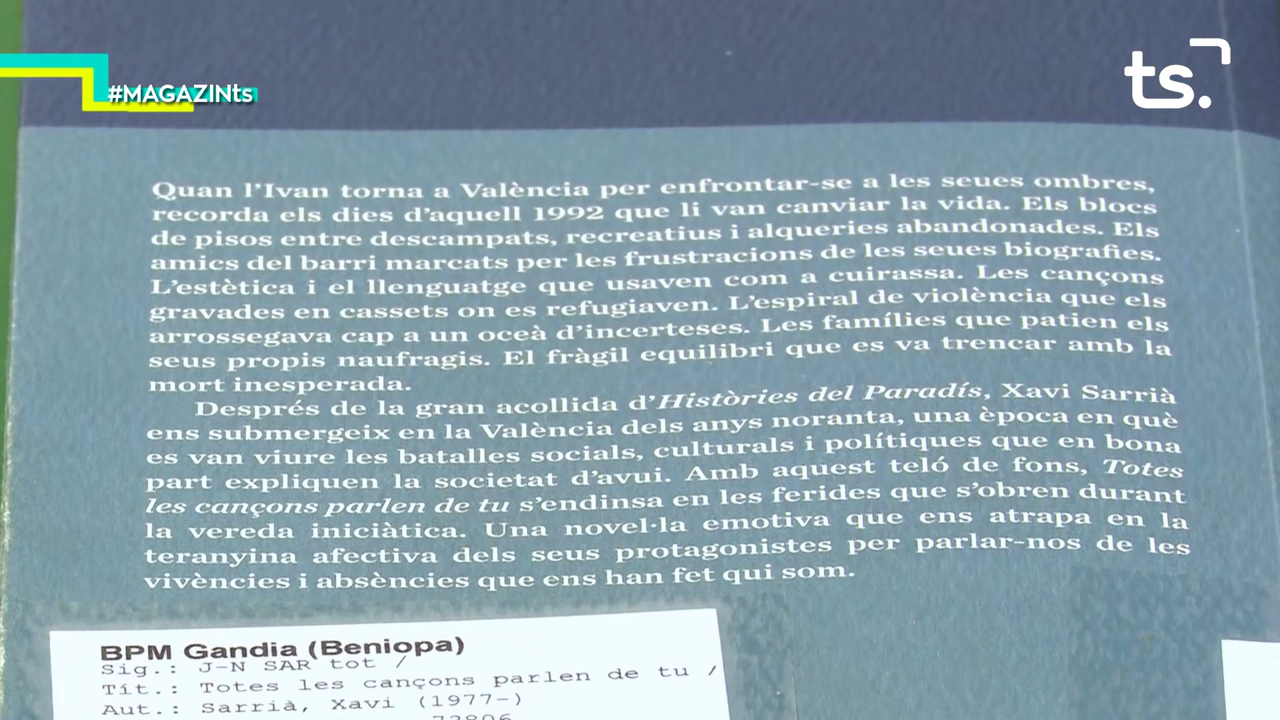 #MAGAZINts
ts.
Quan l'Ivan torna a València per enfrontar-se a les seues ombres,
recorda els dies d'aquell 1992 que li van canviar la vida. Els blocs
de pisos entre descampats, recreatius i alqueries abandonades. Els
amics del barri marcats per les frustracions de les seues biografies.
L'estètica i el llenguatge que usaven com a cuirassa. Les cançons
gravades en cassets on es refugiaven. L'espiral de violència que els
arrossegava cap a un oceà d'incerteses. Les famílies que patien els
seus propis naufragis. El fràgil equilibri que es va trencar amb la
mort inesperada.
Després de la gran acollida d'Històries del Paradís, Xavi Sarrià
ens submergeix en la València dels anys noranta, una època en què
es van viure les batalles socials, culturals i polítiques que en bona
part expliquen la societat d'avui. Amb aquest teló de fons, Totes
les cançons parlen de tu s'endinsa en les ferides que s'obren durant
la vereda iniciàtica. Una novel·la emotiva que ens atrapa en la
teranyina afectiva dels seus protagonistes per parlar-nos de les
vivències i absències que ens han fet qui som.
BPM Gandia (Beniopa)
Sig.: J-N SAR tot /
Tít.: Totes les cançons parlen de tu /
Aut.: Sarrià, Xavi (1977-)